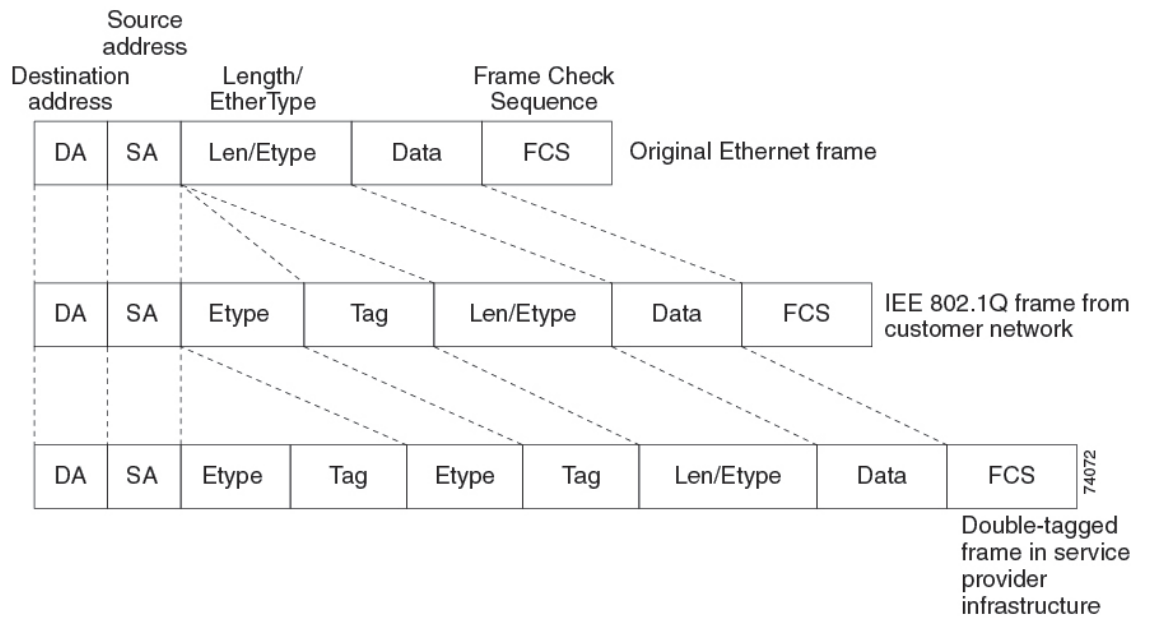 Source
address
Destination
address
Length/
EtherType
Frame Check
Sequence
DA SA Len/Etype Data FCS Original Ethernet frame
DA SA Etype Tag Len/Etype Data FCS
IEE 802.1Q frame from
customer network
DA SA Etype Tag Etype Tag Len/Etype Data FCS
74072
Double-tagged
frame in service
provider
infrastructure